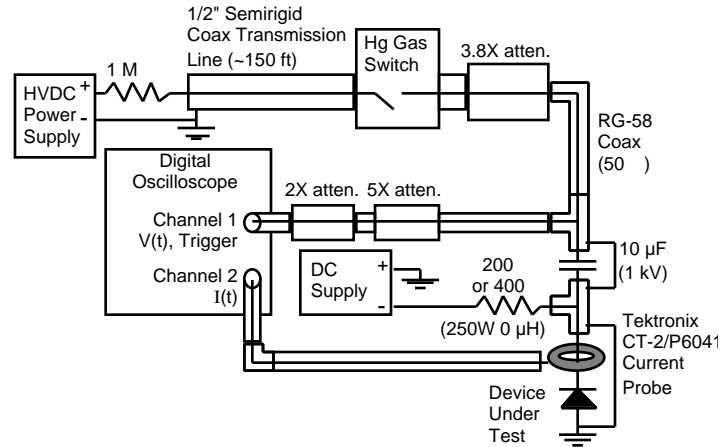 1/2" Semirigid
Coax Transmission
Line (~150 ft)
Hg Gas
Switch
3.8X atten.
1 M
HVDC
Power
Supply
+
-
RG-58
Coax
(50 )
Digital
Oscilloscope
2X atten.
5X atten.
Channel 1
V(t), Trigger
Channel 2
I(t)
DC
Supply
+
-
200
or 400
(250W 0 µH)
10 µF
(1 kV)
Tektronix
CT-2/P6041
Current
Probe
Device
Under
Test